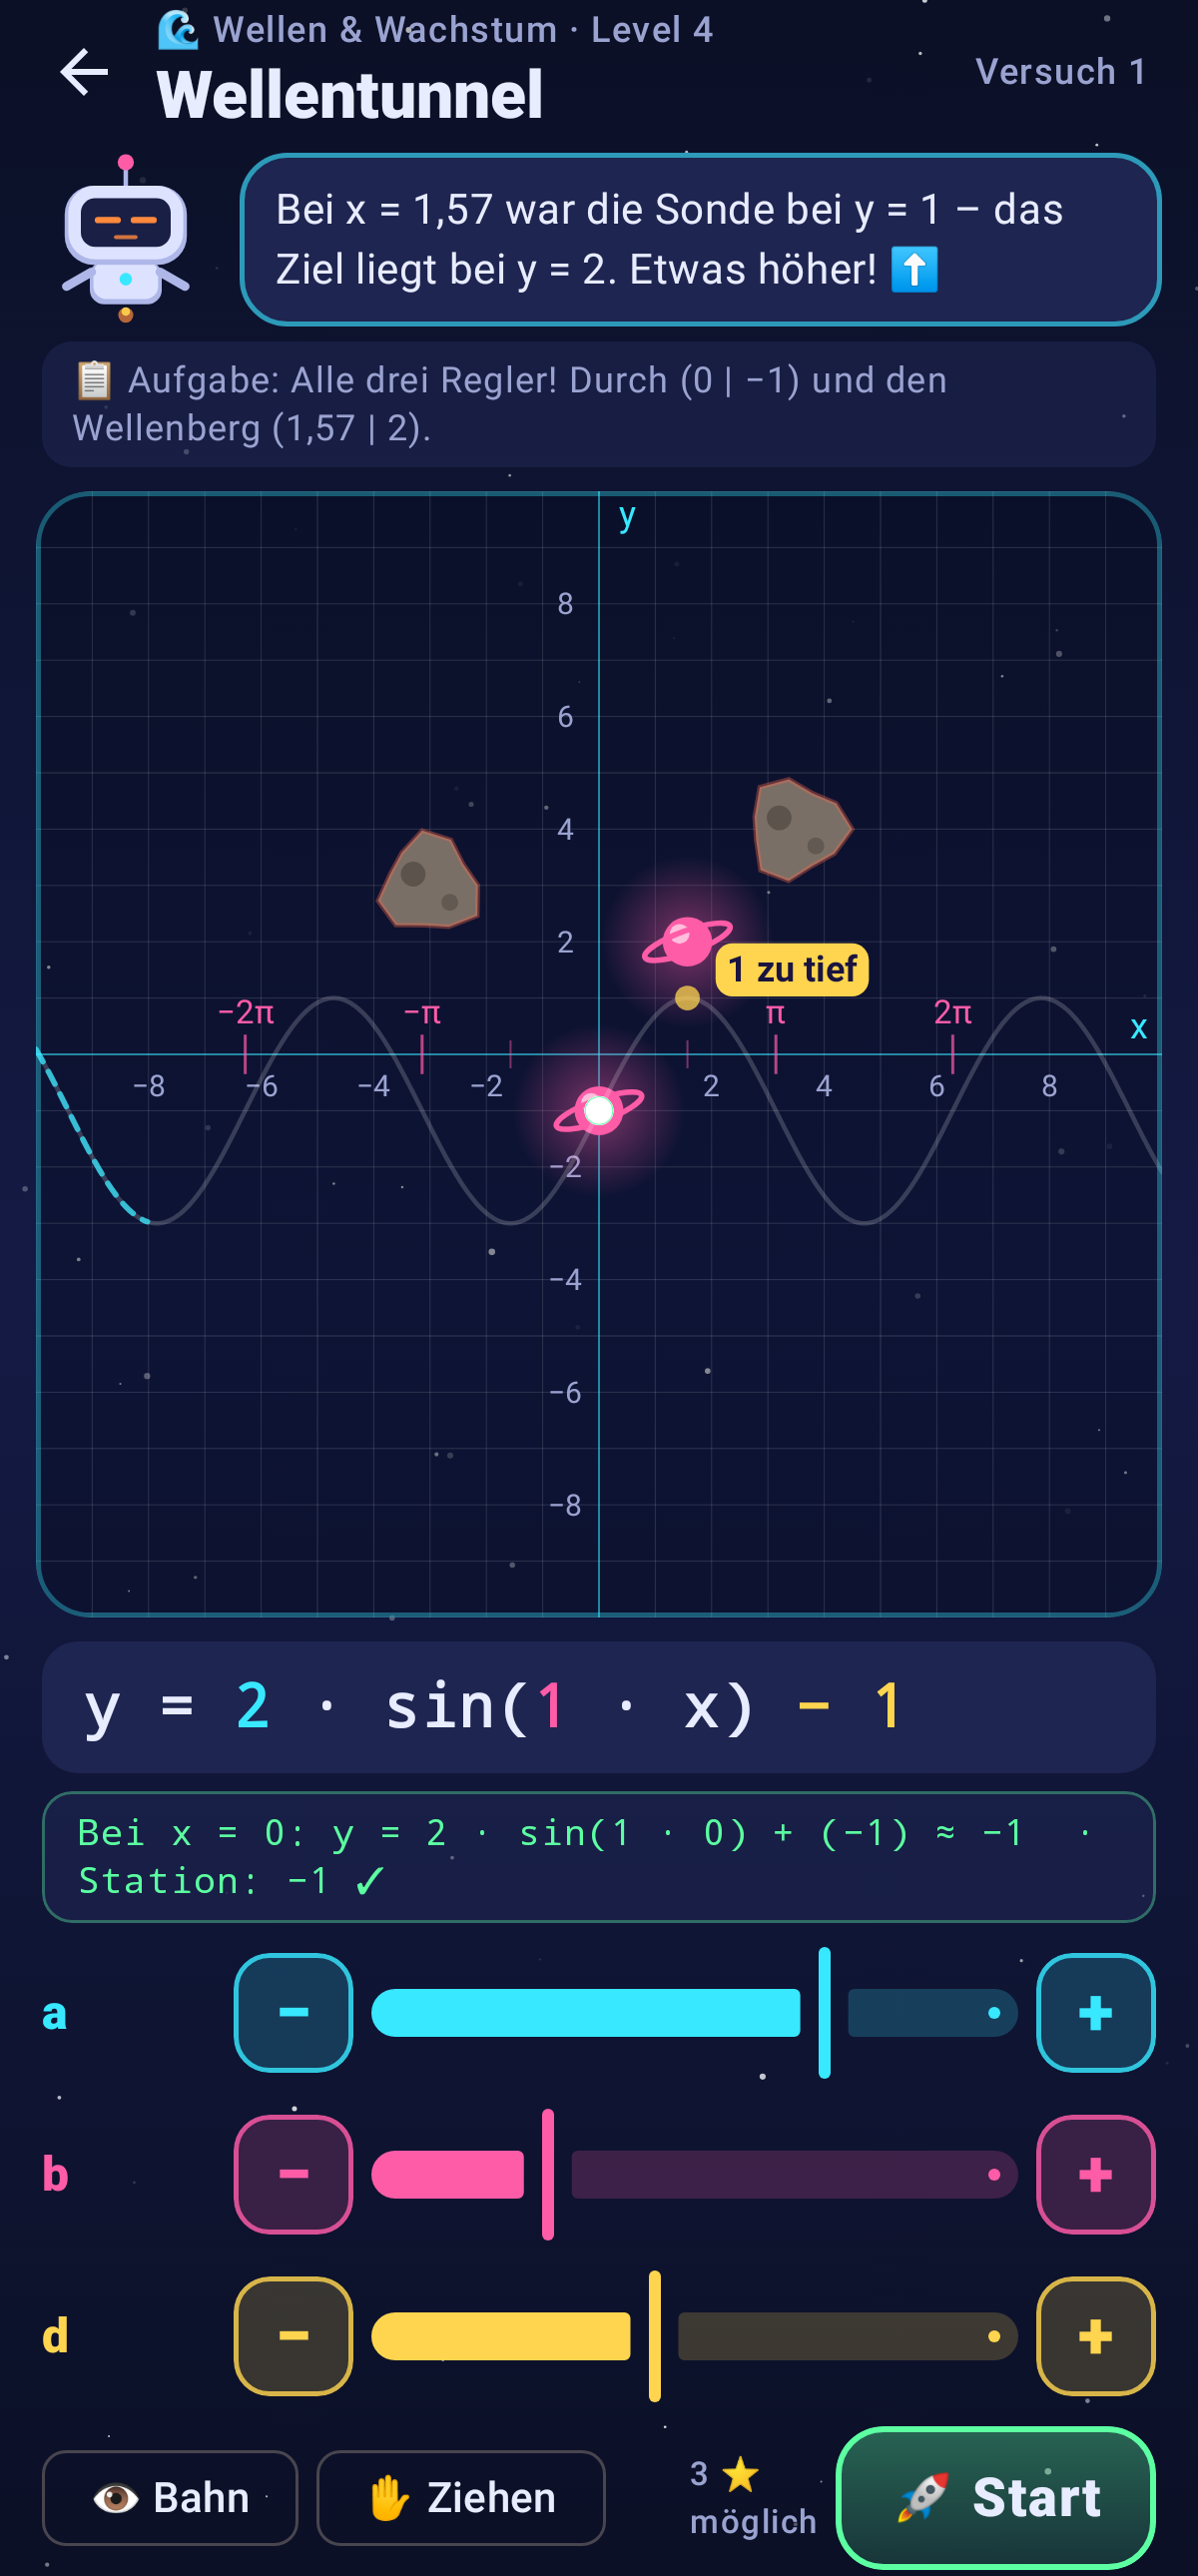 🌊 Wellen & Wachstum · Level 4
Wellentunnel
Versuch 1
Bei x = 1,57 war die Sonde bei y = 1 – das
Ziel liegt bei y = 2. Etwas höher! ⬆️
📋 Aufgabe: Alle drei Regler! Durch (0 | −1) und den
Wellenberg (1,57 | 2).
y
8
6
4
2
1 zu tief
−2π
−π
π
2π
x
−8
−6
−4
−2
2
4
6
8
−2
−4
−6
−8
y = 2 · sin(1 · x) − 1
Bei x = 0: y = 2 · sin(1 · 0) + (−1) ≈ −1 ·
Station: −1 ✓
a
−
+
b
−
+
d
−
+
👁️ Bahn
✋ Ziehen
3 ⭐
möglich
🚀 Start